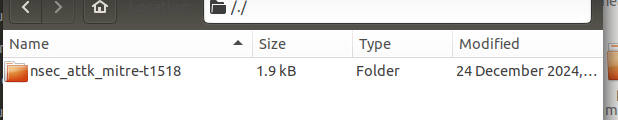 /./
Name Size Type Modified
nsec_attk_mitre-t1518 1.9 kB Folder 24 December 2024,...